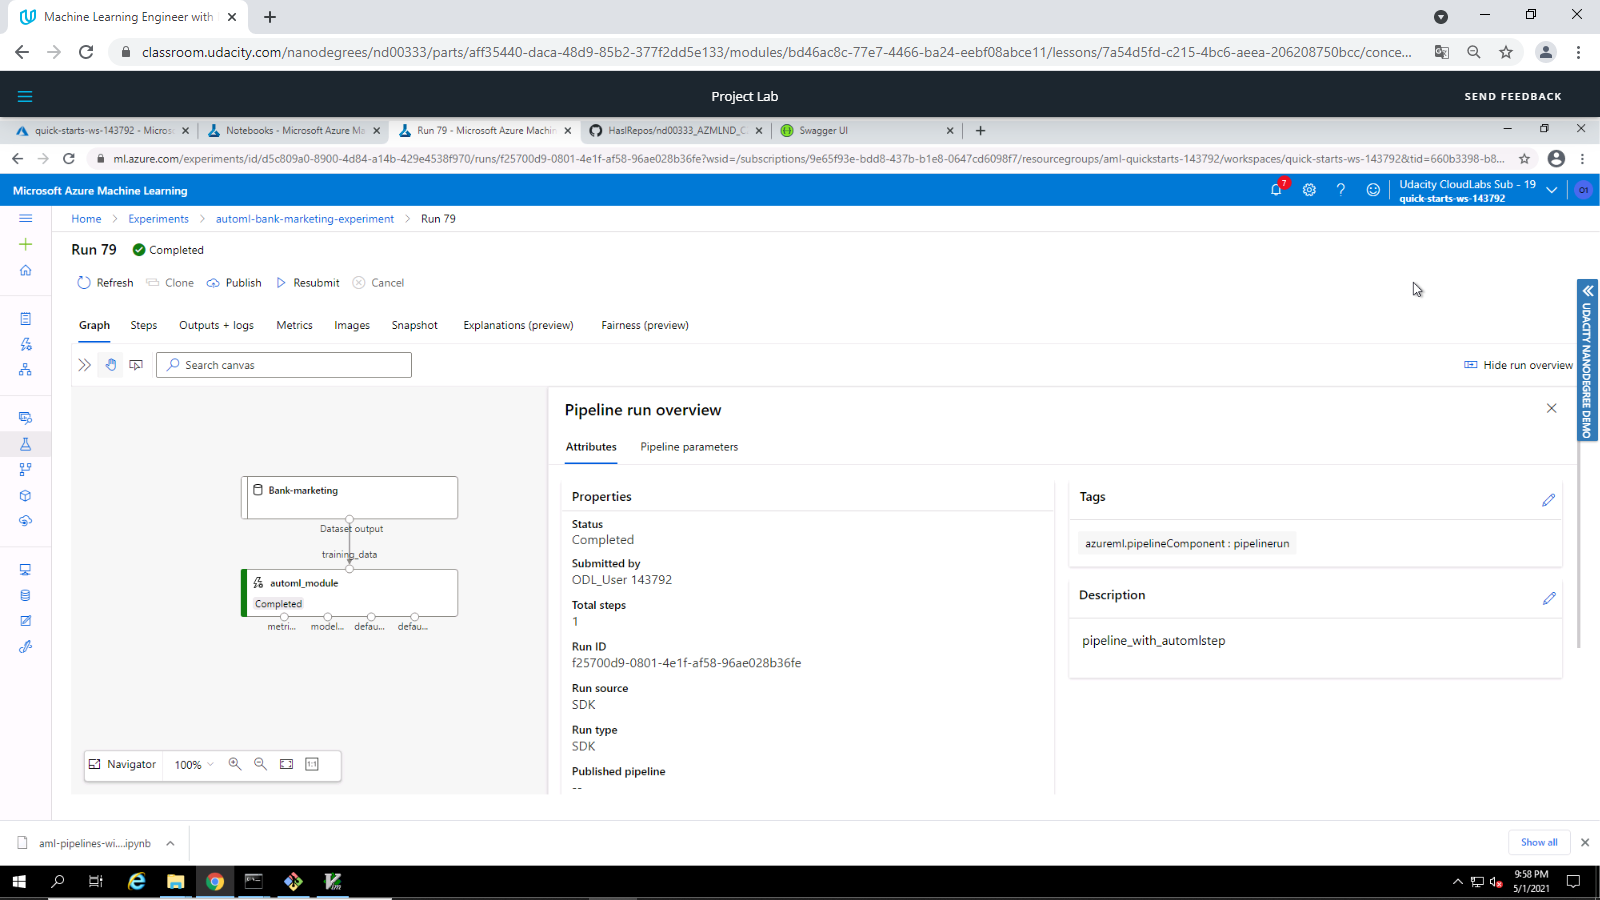 Machine Learning Engineer with
classroom.udacity.com/nanodegrees/nd00333/parts/aff35440-daca-48d9-85b2-377f2dd5e133/modules/bd46ac8c-77e7-4466-ba24-eebf08abce11/lessons/7a54d5fd-c215-4bc6-aeea-206208750bcc/conce...
Project Lab
SEND FEEDBACK
quick-starts-ws-143792 - Micros
Notebooks - Microsoft Azure Ma
Run 79 - Microsoft Azure Machin
HaslRepos/nd00333_AZMLND_C
Swagger UI
ml.azure.com/experiments/id/d5c809a0-8900-4d84-a14b-429e4538f970/runs/f25700d9-0801-4e1f-af58-96ae028b36fe?wsid=/subscriptions/9e65f93e-bdd8-437b-b1e8-0647cd6098f7/resourcegroups/aml-quickstarts-143792/workspaces/quick-starts-ws-143792&tid=660b3398-b8...
Microsoft Azure Machine Learning
7
Udacity CloudLabs Sub - 19
quick-starts-ws-143792
O1
Home > Experiments > automl-bank-marketing-experiment > Run 79
Run 79 Completed
Refresh Clone Publish Resubmit Cancel
Graph Steps Outputs + logs Metrics Images Snapshot Explanations (preview) Fairness (preview)
Search canvas
Hide run overview
UDACITY NANODEGREE DEMO
Bank-marketing
Dataset output
training_data
automl_module
Completed
metri... model... defau... defau...
Navigator 100%
1:1
Pipeline run overview
Attributes Pipeline parameters
Properties
Status
Completed
Submitted by
ODL_User 143792
Total steps
1
Run ID
f25700d9-0801-4e1f-af58-96ae028b36fe
Run source
SDK
Run type
SDK
Published pipeline
--
Tags
azureml.pipelineComponent : pipelinerun
Description
pipeline_with_automlstep
aml-pipelines-wi....ipynb
Show all
9:58 PM
5/1/2021